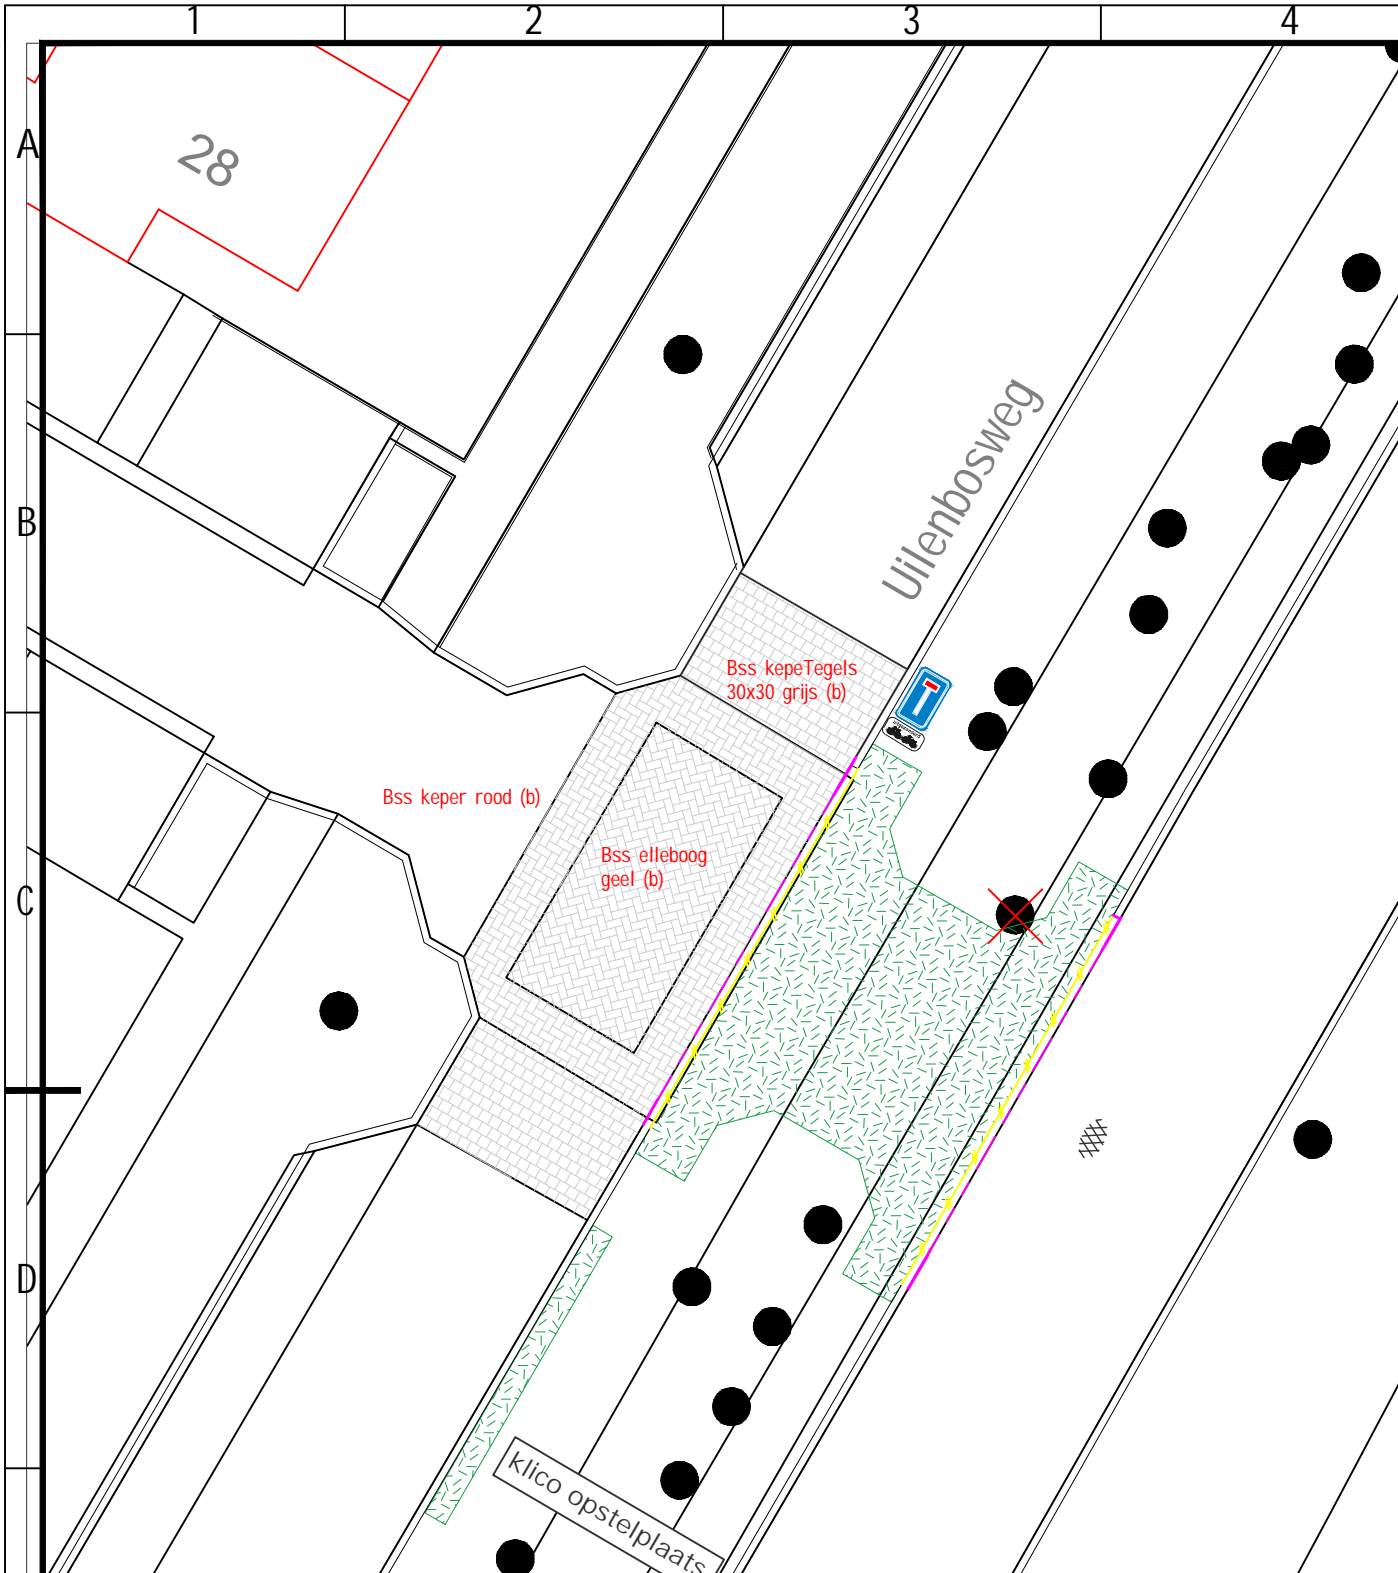 1
2
3
4
A
28
B
Uilenbosweg
Bss kepeTegels
30x30 grijs (b)
Bss keper rood (b)
Bss elleboog
geel (b)
C
D
klico opstelplaats